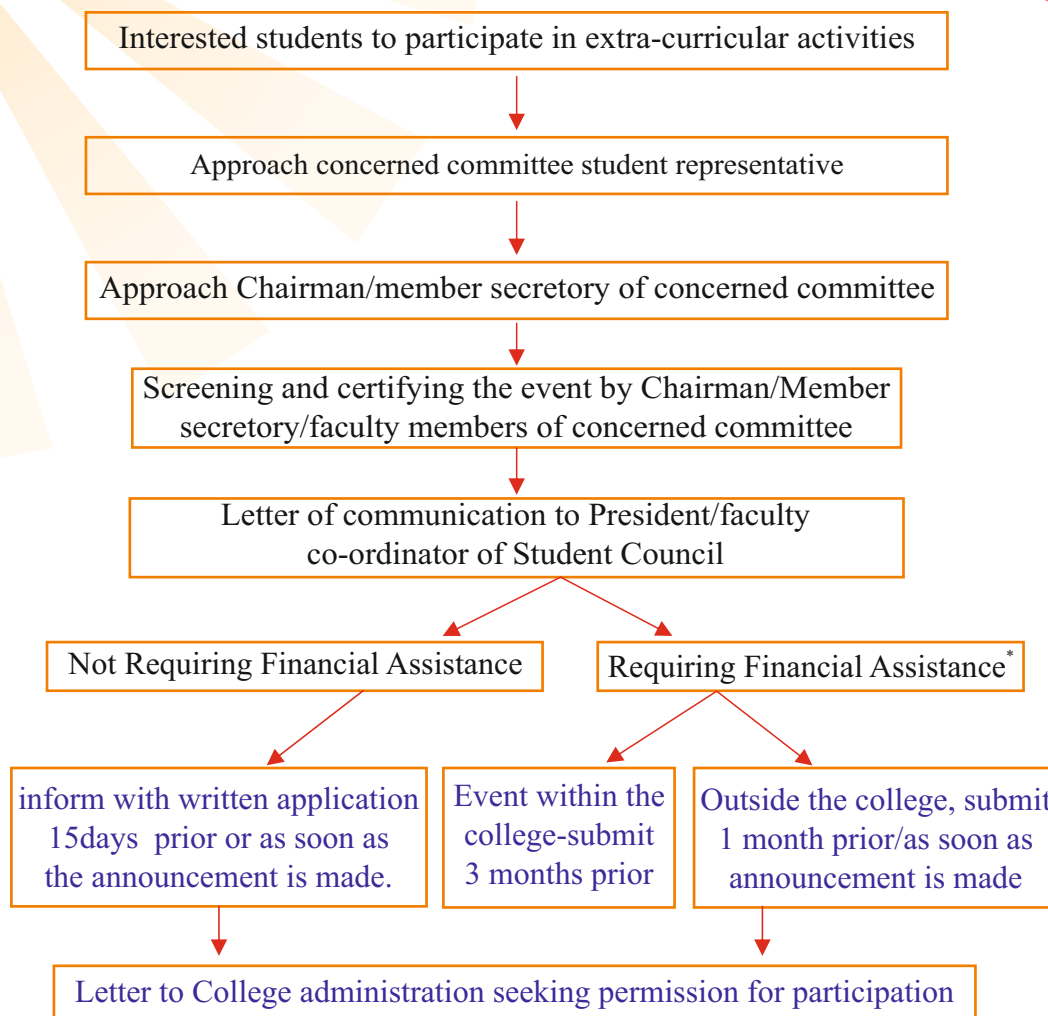 Interested students to participate in extra-curricular activities
Approach concerned committee student representative
Approach Chairman/member secretory of concerned committee
Screening and certifying the event by Chairman/Member
secretory/faculty members of concerned committee
Letter of communication to President/faculty
co-ordinator of Student Council
Not Requiring Financial Assistance
Requiring Financial Assistance*
inform with written application
15days prior or as soon as
the announcement is made.
Event within the
college-submit
3 months prior
Outside the college, submit
1 month prior/as soon as
announcement is made
Letter to College administration seeking permission for participation